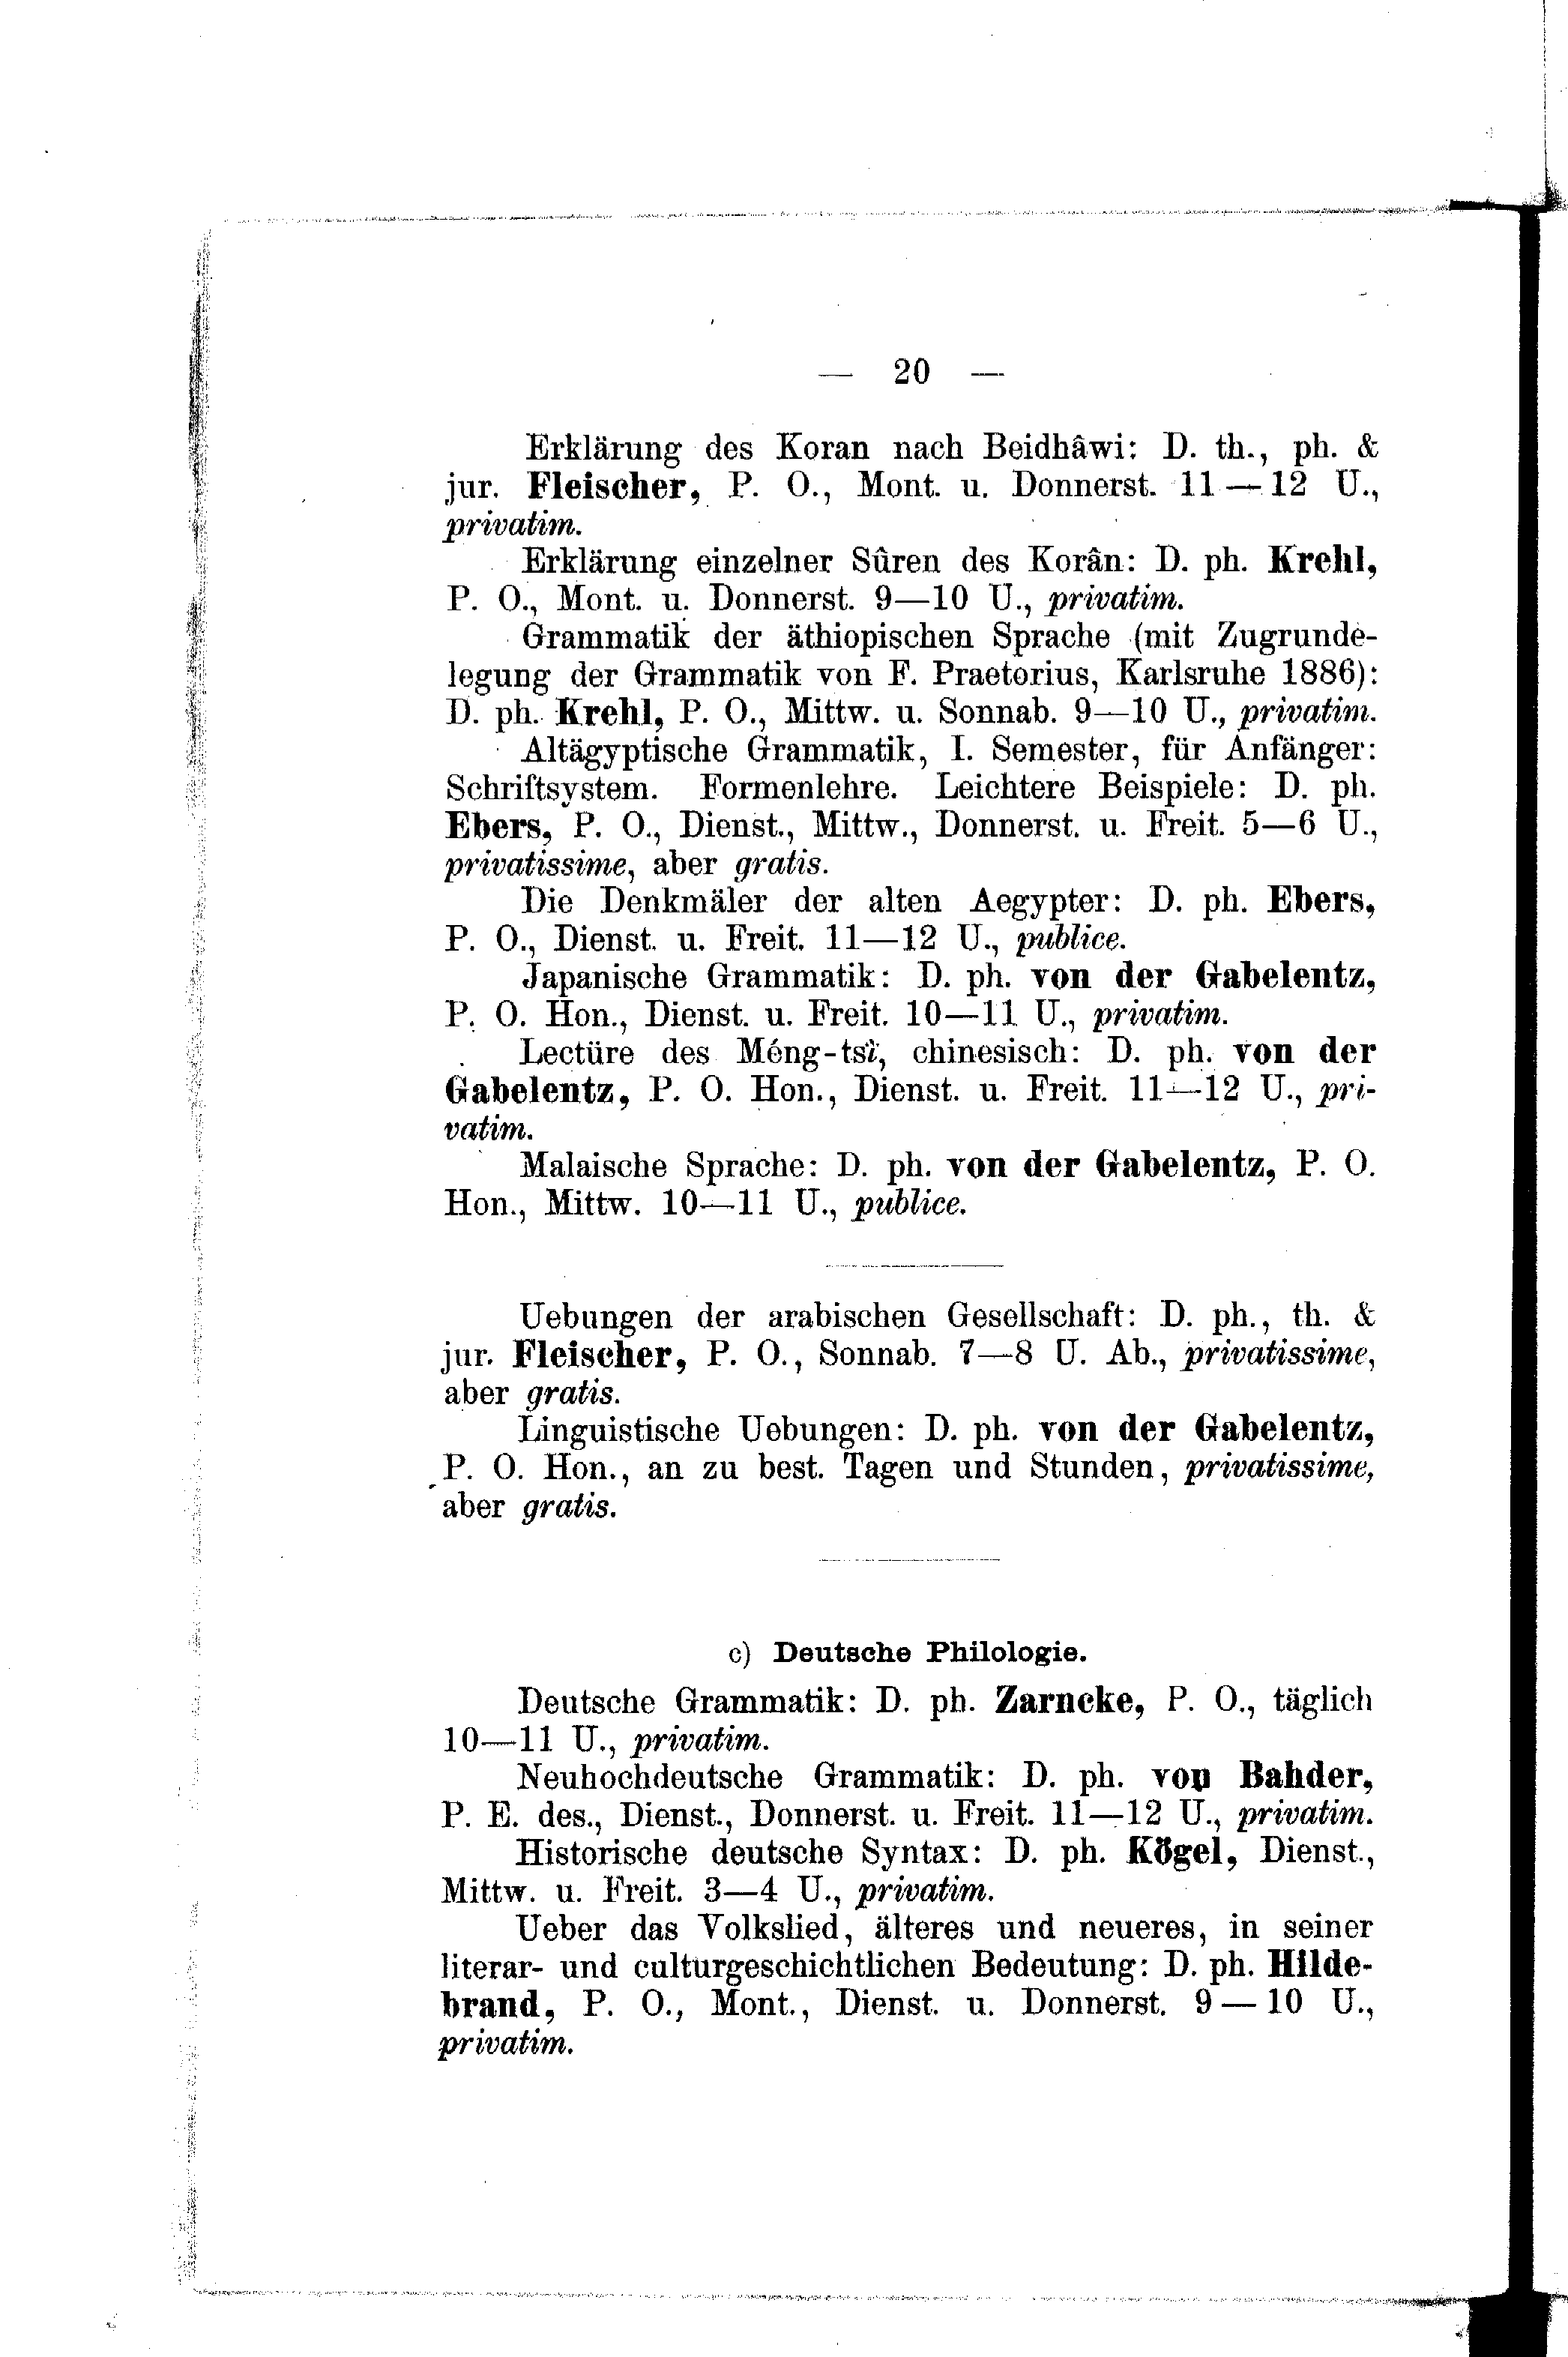 — 20 —
Erklärung des Koran nach Beidhâwi: D. th., ph. &
jur. Fleischer, P. O., Mont. u. Donnerst. 11—12 U.,
privatim.
Erklärung einzelner Sûren des Korân: D. ph. Krehl,
P. O., Mont. u. Donnerst. 9—10 U., privatim.
Grammatik der äthiopischen Sprache (mit Zugrunde-
legung der Grammatik von F. Praetorius, Karlsruhe 1886):
D. ph. Krehl, P. O., Mittw. u. Sonnab. 9—10 U., privatim.
Altägyptische Grammatik, I. Semester, für Anfänger:
Schriftsystem. Formenlehre. Leichtere Beispiele: D. ph.
Ebers, P. O., Dienst., Mittw., Donnerst. u. Freit. 5—6 U.,
privatissime, aber gratis.
Die Denkmäler der alten Aegypter: D. ph. Ebers,
P. O., Dienst. u. Freit. 11—12 U., publice.
Japanische Grammatik: D. ph. von der Gabelentz,
P. O. Hon., Dienst. u. Freit. 10—11 U., privatim.
Lectüre des Méng-tsï, chinesisch: D. ph. von der
Gabelentz, P. O. Hon., Dienst. u. Freit. 11—12 U., pri-
vatim.
Malaische Sprache: D. ph. von der Gabelentz, P. O.
Hon., Mittw. 10—11 U., publice.
Uebungen der arabischen Gesellschaft: D. ph., th. &
jur. Fleischer, P. O., Sonnab. 7—8 U. Ab., privatissime,
aber gratis.
Linguistische Uebungen: D. ph. von der Gabelentz,
P. O. Hon., an zu best. Tagen und Stunden, privatissime,
aber gratis.
c) Deutsche Philologie.
Deutsche Grammatik: D. ph. Zarncke, P. O., täglich
10—11 U., privatim.
Neuhochdeutsche Grammatik: D. ph. von Bahder,
P. E. des., Dienst., Donnerst. u. Freit. 11—12 U., privatim.
Historische deutsche Syntax: D. ph. Kögel, Dienst.,
Mittw. u. Freit. 3—4 U., privatim.
Ueber das Volkslied, älteres und neueres, in seiner
literar- und culturgeschichtlichen Bedeutung: D. ph. Hilde-
brand, P. O., Mont., Dienst. u. Donnerst. 9—10 U.,
privatim.